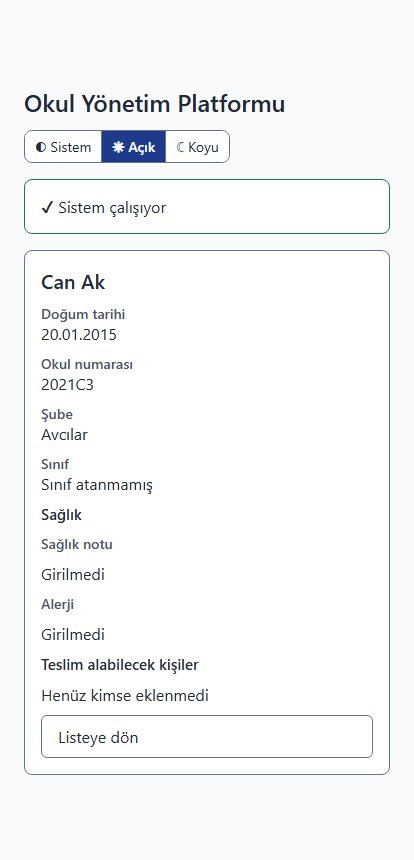 Okul Yönetim Platformu
◐ Sistem ✸ Açık ☾ Koyu
✓ Sistem çalışıyor
Can Ak
Doğum tarihi
20.01.2015
Okul numarası
2021C3
Şube
Avcılar
Sınıf
Sınıf atanmamış
Sağlık
Sağlık notu
Girilmedi
Alerji
Girilmedi
Teslim alabilecek kişiler
Henüz kimse eklenmedi
Listeye dön